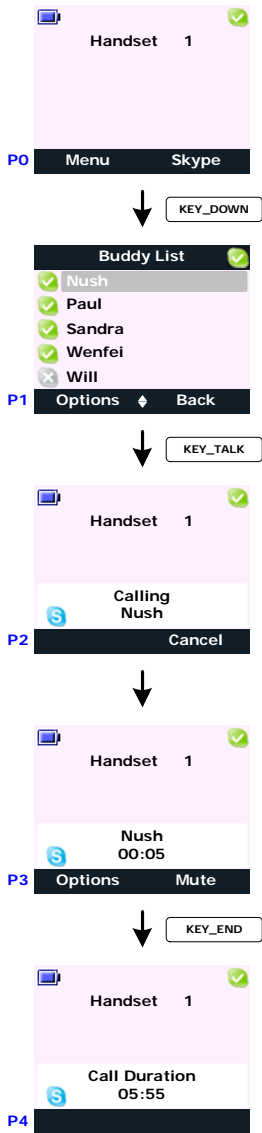 Handset 1
P0 Menu Skype
KEY_DOWN
Buddy List
Nush
Paul
Sandra
Wenfei
Will
P1 Options Back
KEY_TALK
Handset 1
Calling
Nush
S
P2 Cancel
Handset 1
Nush
S 00:05
P3 Options Mute
KEY_END
Handset 1
Call Duration
S 05:55
P4